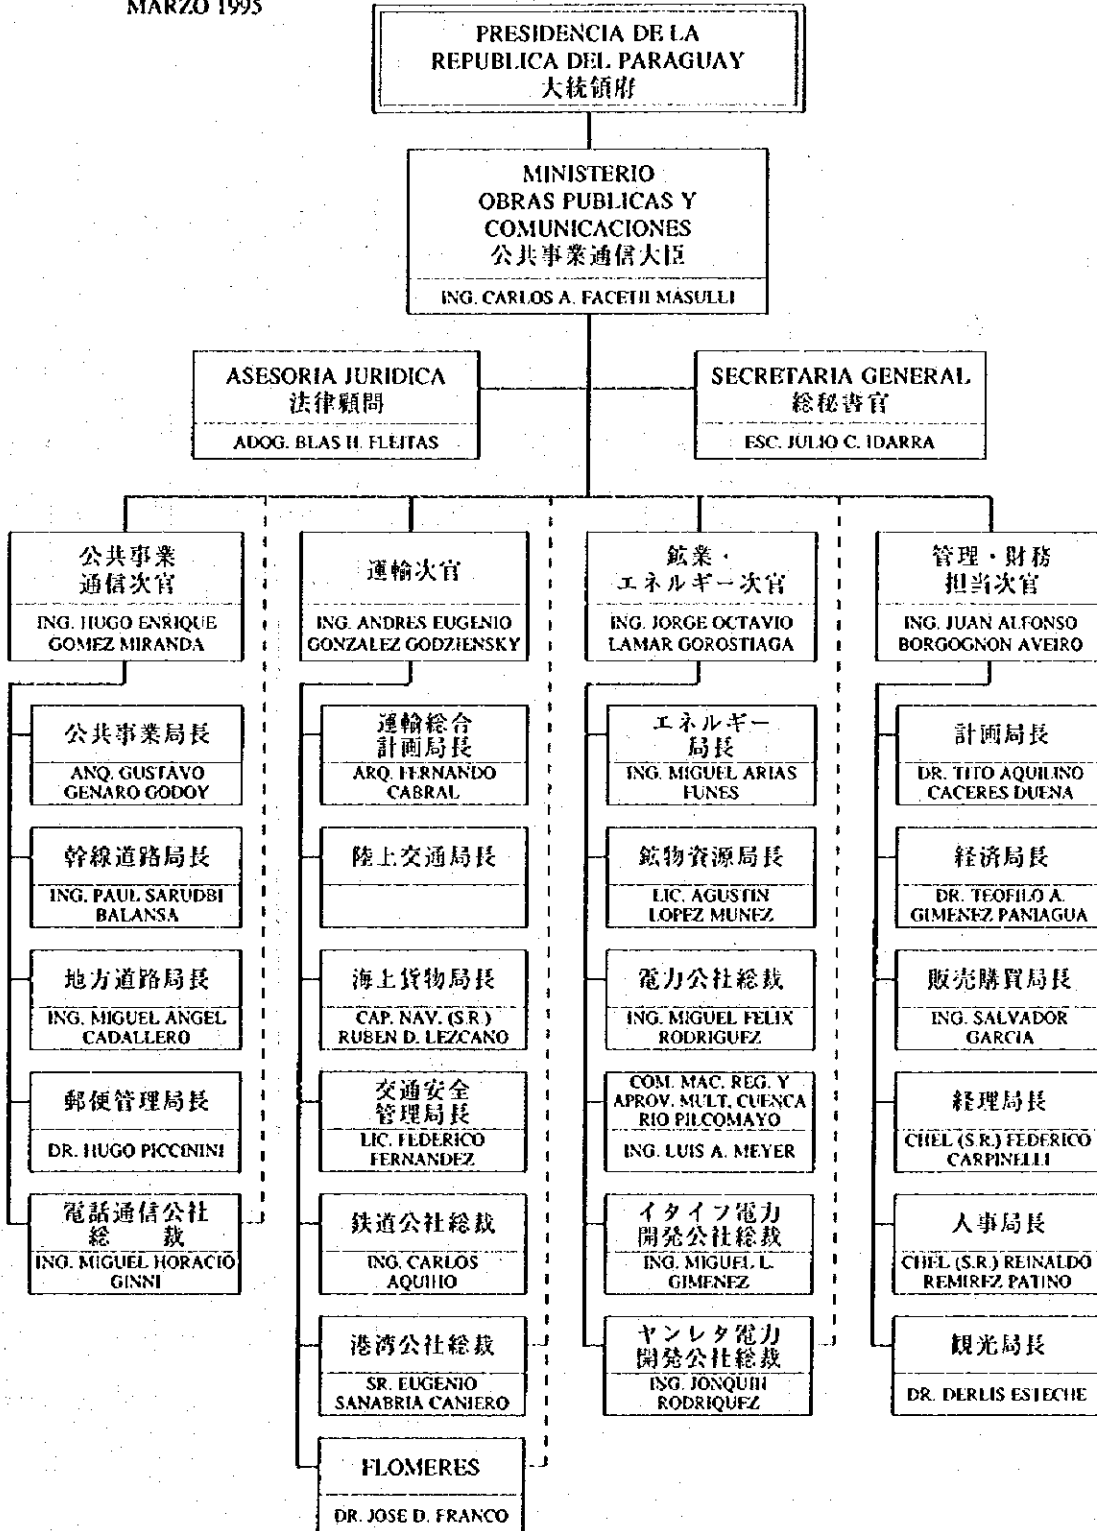 MARZO 1995
PRESIDENCIA DE LA
REPUBLICA DEL PARAGUAY
大統領府
MINISTERIO
OBRAS PUBLICAS Y
COMUNICACIONES
公共事業通信大臣
ING. CARLOS A. FACETII MASULLI
ASESORIA JURIDICA
法律顧問
ADOG. BLAS H. FLEITAS
SECRETARIA GENERAL
総秘書官
ESC. JULIO C. IDARRA
公共事業
通信次官
ING. HUGO ENRIQUE
GOMEZ MIRANDA
公共事業局長
ANQ. GUSTAVO
GENARO GODOY
幹線道路局長
ING. PAUL SARUDBI
BALANSA
地方道路局長
ING. MIGUEL ANGEL
CADALLERO
郵便管理局長
DR. HUGO PICCININI
電話通信公社
総 裁
ING. MIGUEL HORACIO
GINNI
運輸次官
ING. ANDRES EUGENIO
GONZALEZ GODZIENSKY
運輸総合
計画局長
ARQ. FERNANDO
CABRAL
陸上交通局長
海上貨物局長
CAP. NAV. (S.R.)
RUBEN D. LEZCANO
交通安全
管理局長
LIC. FEDERICO
FERNANDEZ
鉄道公社総裁
ING. CARLOS
AQUIHO
港湾公社総裁
SR. EUGENIO
SANABRIA CANIERO
FLOMERES
DR. JOSE D. FRANCO
鉱業・
エネルギー次官
ING. JORGE OCTAVIO
LAMAR GOROSTIAGA
エネルギー
局長
ING. MIGUEL ARIAS
FUNES
鉱物資源局長
LIC. AGUSTIN
LOPEZ MUNEZ
電力公社総裁
ING. MIGUEL FELIX
RODRIGUEZ
COM. MAC. REG. Y
APROV. MULT. CUENCA
RIO PILCOMAYO
ING. LUIS A. MEYER
イタイプ電力
開発公社総裁
ING. MIGUEL L.
GIMENEZ
ヤシレタ電力
開発公社総裁
ING. JONQUIH
RODRIQUEZ
管理・財務
担当次官
ING. JUAN ALFONSO
BORGOGNON AVEIRO
計画局長
DR. TITO AQUILINO
CACERES DUENA
経済局長
DR. TEOFILO A.
GIMENEZ PANIAGUA
販売購買局長
ING. SALVADOR
GARCIA
経理局長
CHEL (S.R.) FEDERICO
CARPINELLI
人事局長
CHEL (S.R.) REINALDO
REMIREZ PATINO
観光局長
DR. DERLIS ESTECHE